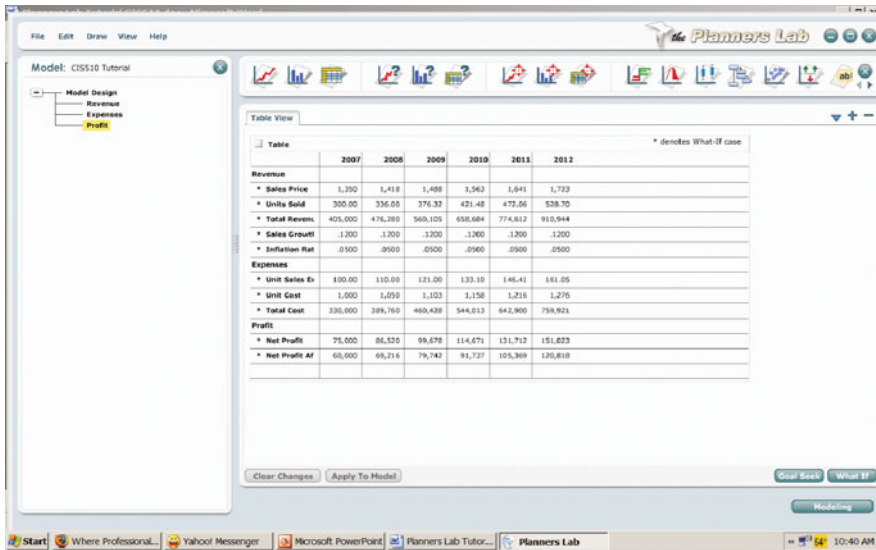 File Edit Draw View Help
the Planners Lab
Model: CIS510 Tutorial
Model Design
Revenue
Expenses
Profit
Table View
Table
* denotes What-If case
2007 2008 2009 2010 2011 2012
Revenue
* Sales Price 1,350 1,418 1,488 1,563 1,641 1,723
* Units Sold 300.00 336.00 376.32 421.48 472.06 528.70
* Total Revenu 405,000 476,280 560,105 658,684 774,612 910,944
* Sales Growtl .1200 .1200 .1200 .1200 .1200 .1200
* Inflation Rat .0500 .0500 .0500 .0500 .0500 .0500
Expenses
* Unit Sales Ex 100.00 110.00 121.00 133.10 146.41 161.05
* Unit Cost 1,000 1,050 1,103 1,158 1,216 1,276
* Total Cost 330,000 389,760 460,428 544,013 642,900 759,921
Profit
* Net Profit 75,000 86,520 99,678 114,671 131,712 151,023
* Net Profit Af 60,000 69,216 79,742 91,737 105,369 120,818
Clear Changes Apply To Model Goal Seek What If
Modeling
Start Where Professional... Yahoo! Messenger Microsoft PowerPoint Planners Lab Tutor... Planners Lab 64° 10:40 AM